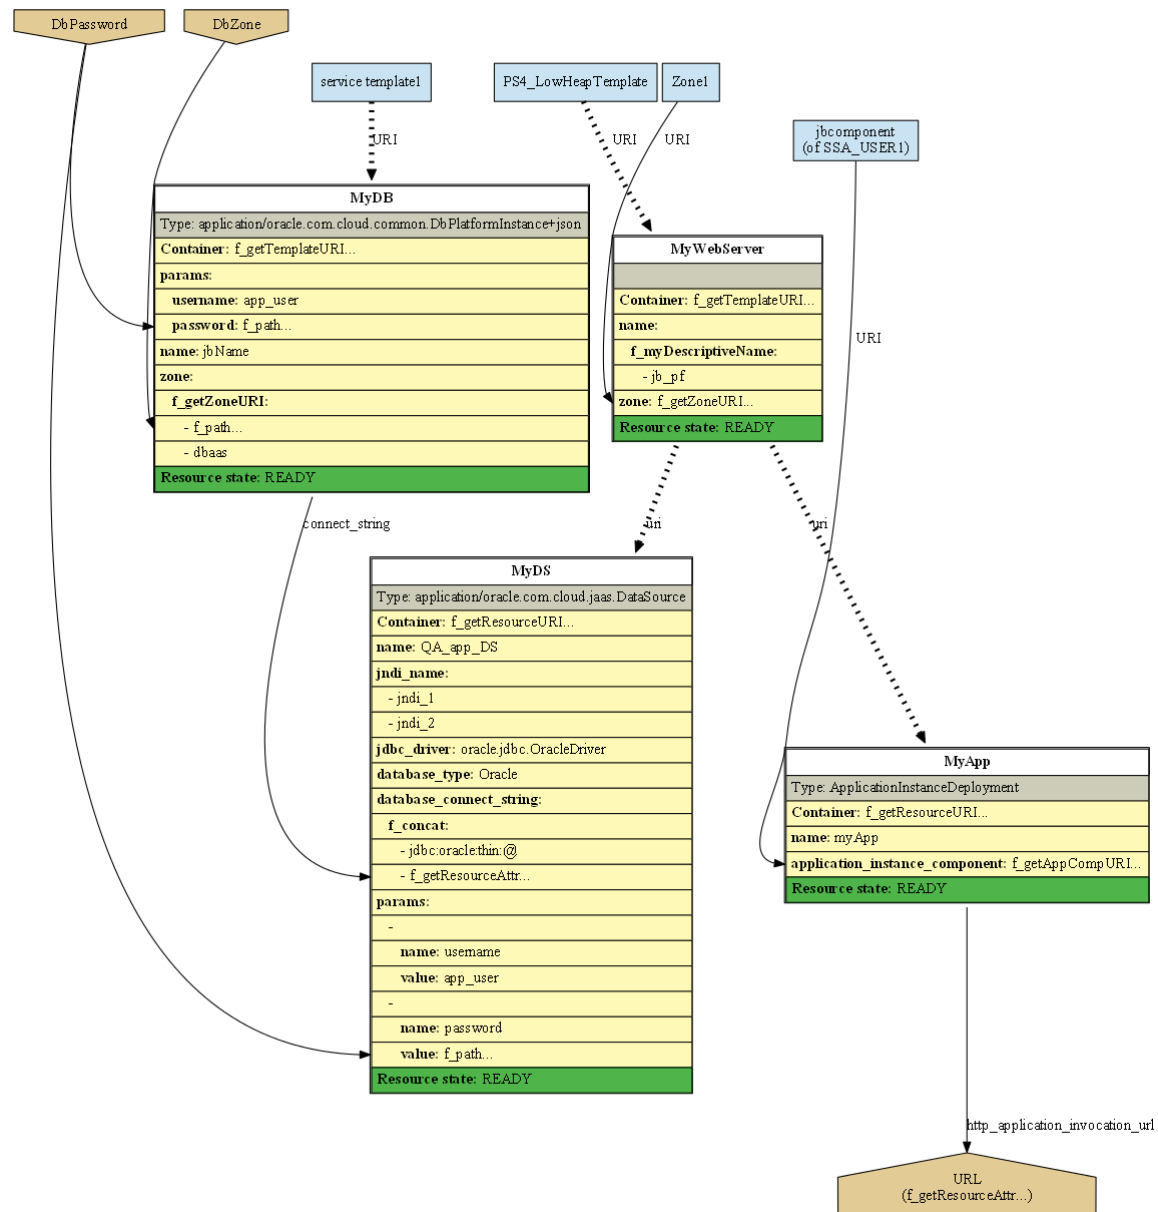 DbPassword
DbZone
service template1
PS4_LowHeapTemplate
Zone1
jbcomponent
(of SSA_USER1)
URI
URI
URI
URI
MyDB
Type: application/oracle.com.cloud.common.DbPlatformInstance+json
Container: f_getTemplateURI...
params:
username: app_user
password: f_path...
name: jbName
zone:
f_getZoneURI:
- f_path...
- dbaas
Resource state: READY
MyWebServer
Container: f_getTemplateURI...
name:
f_myDescriptiveName:
- jb_pf
zone: f_getZoneURI...
Resource state: READY
connect_string
uri
uri
MyDS
Type: application/oracle.com.cloud.jaas.DataSource
Container: f_getResourceURI...
name: QA_app_DS
jndi_name:
- jndi_1
- jndi_2
jdbc_driver: oracle.jdbc.OracleDriver
database_type: Oracle
database_connect_string:
f_concat:
- jdbc:oracle:thin:@
- f_getResourceAttr...
params:
-
name: username
value: app_user
-
name: password
value: f_path...
Resource state: READY
MyApp
Type: ApplicationInstanceDeployment
Container: f_getResourceURI...
name: myApp
application_instance_component: f_getAppCompURI...
Resource state: READY
http_application_invocation_url
URL
(f_getResourceAttr...)